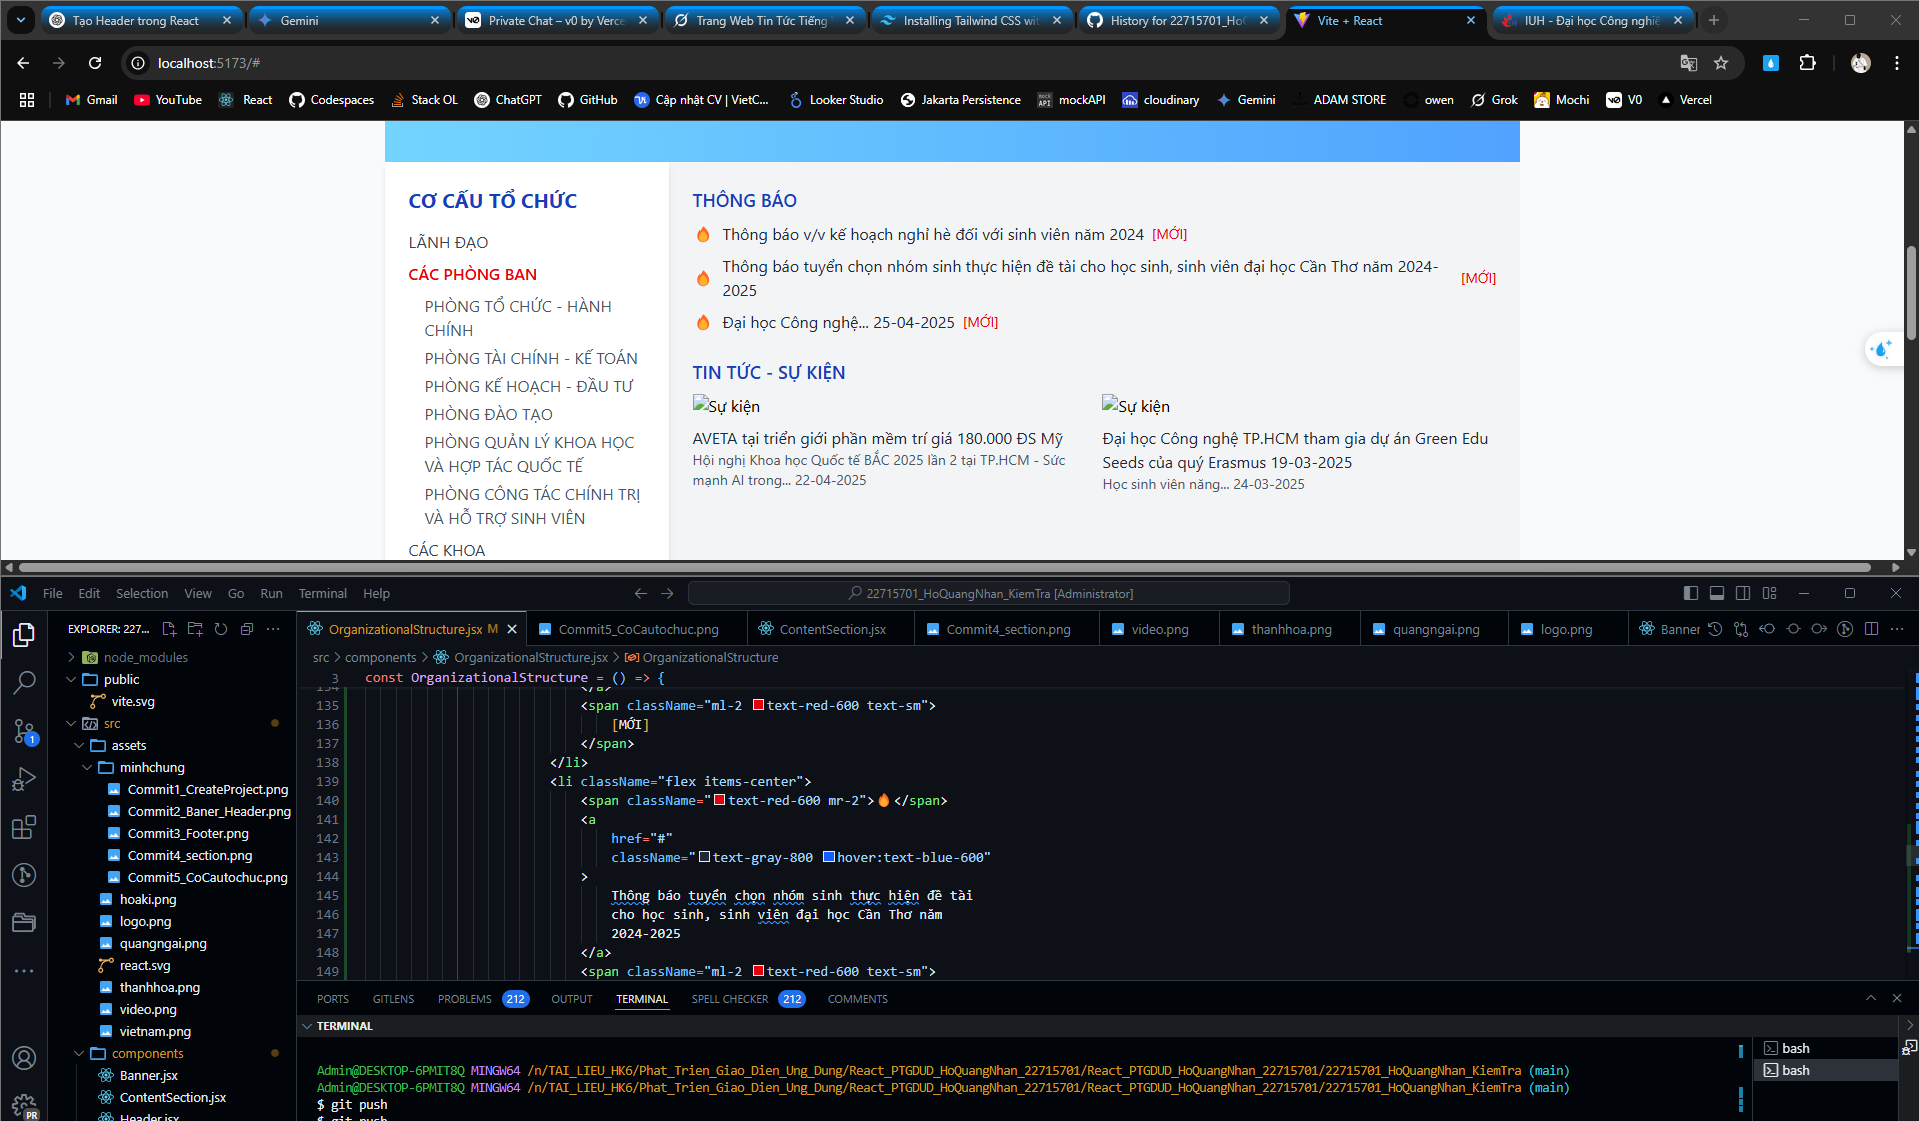 Tạo Header trong React
Gemini
Private Chat – v0 by Verce
Trang Web Tin Tức Tiếng
Installing Tailwind CSS wit
History for 22715701_Ho
Vite + React
IUH - Đại học Công nghiệ
localhost:5173/#
Gmail
YouTube
React
Codespaces
Stack OL
ChatGPT
GitHub
Cập nhật CV | VietC...
Looker Studio
Jakarta Persistence
mockAPI
cloudinary
Gemini
ADAM STORE
owen
Grok
Mochi
V0
Vercel
CƠ CẤU TỔ CHỨC
LÃNH ĐẠO
CÁC PHÒNG BAN
PHÒNG TỔ CHỨC - HÀNH
CHÍNH
PHÒNG TÀI CHÍNH - KẾ TOÁN
PHÒNG KẾ HOẠCH - ĐẦU TƯ
PHÒNG ĐÀO TẠO
PHÒNG QUẢN LÝ KHOA HỌC
VÀ HỢP TÁC QUỐC TẾ
PHÒNG CÔNG TÁC CHÍNH TRỊ
VÀ HỖ TRỢ SINH VIÊN
CÁC KHOA
THÔNG BÁO
Thông báo v/v kế hoạch nghỉ hè đối với sinh viên năm 2024 [MỚI]
Thông báo tuyển chọn nhóm sinh thực hiện đề tài cho học sinh, sinh viên đại học Cần Thơ năm 2024-
2025
[MỚI]
Đại học Công nghệ... 25-04-2025 [MỚI]
TIN TỨC - SỰ KIỆN
Sự kiện
AVETA tại triển giới phần mềm trí giá 180.000 ĐS Mỹ
Hội nghị Khoa học Quốc tế BẮC 2025 lần 2 tại TP.HCM - Sức
mạnh AI trong... 22-04-2025
Sự kiện
Đại học Công nghệ TP.HCM tham gia dự án Green Edu
Seeds của quý Erasmus 19-03-2025
Học sinh viên năng... 24-03-2025
File Edit Selection View Go Run Terminal Help
22715701_HoQuangNhan_KiemTra [Administrator]
EXPLORER: 227...
node_modules
public
vite.svg
src
assets
minhchung
Commit1_CreateProject.png
Commit2_Baner_Header.png
Commit3_Footer.png
Commit4_section.png
Commit5_CoCautochuc.png
hoaki.png
logo.png
quangngai.png
react.svg
thanhhoa.png
video.png
vietnam.png
components
Banner.jsx
ContentSection.jsx
Header.jsx
1
PR
OrganizationalStructure.jsx M
Commit5_CoCautochuc.png
ContentSection.jsx
Commit4_section.png
video.png
thanhhoa.png
quangngai.png
logo.png
Banner
src > components > OrganizationalStructure.jsx > OrganizationalStructure
3 const OrganizationalStructure = () => {
134 </a>
135 <span className="ml-2 text-red-600 text-sm">
136 [MỚI]
137 </span>
138 </li>
139 <li className="flex items-center">
140 <span className="text-red-600 mr-2">🔥</span>
141 <a
142 href="#"
143 className="text-gray-800 hover:text-blue-600"
144 >
145 Thông báo tuyển chọn nhóm sinh thực hiện đề tài
146 cho học sinh, sinh viên đại học Cần Thơ năm
147 2024-2025
148 </a>
149 <span className="ml-2 text-red-600 text-sm">
PORTS GITLENS PROBLEMS 212 OUTPUT TERMINAL SPELL CHECKER 212 COMMENTS
TERMINAL
Admin@DESKTOP-6PMIT8Q MINGW64 /n/TAI_LIEU_HK6/Phat_Trien_Giao_Dien_Ung_Dung/React_PTGDUD_HoQuangNhan_22715701/React_PTGDUD_HoQuangNhan_22715701/22715701_HoQuangNhan_KiemTra (main)
Admin@DESKTOP-6PMIT8Q MINGW64 /n/TAI_LIEU_HK6/Phat_Trien_Giao_Dien_Ung_Dung/React_PTGDUD_HoQuangNhan_22715701/React_PTGDUD_HoQuangNhan_22715701/22715701_HoQuangNhan_KiemTra (main)
$ git push
$ git push
bash
bash